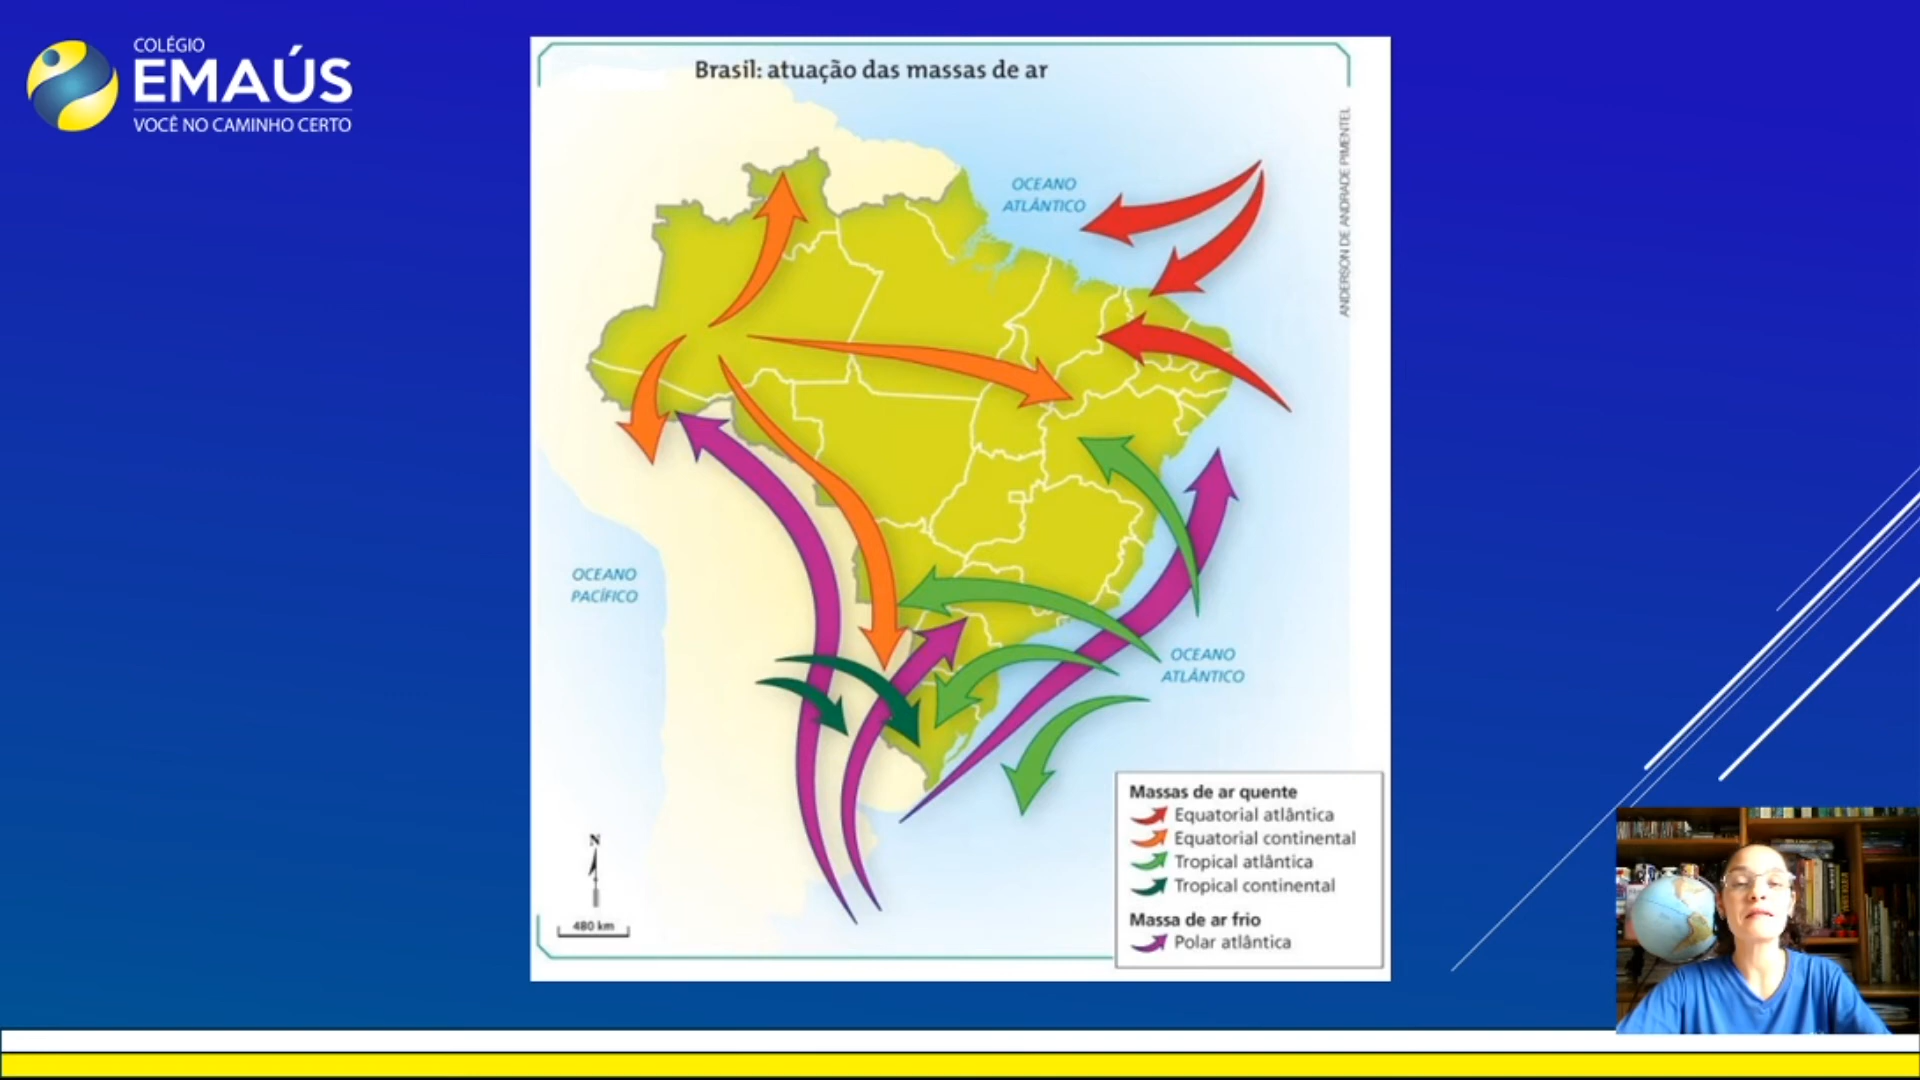 COLÉGIO
EMAÚS
VOCÊ NO CAMINHO CERTO
Brasil: atuação das massas de ar
ANDERSON DE ANDRADE PIMENTEL
OCEANO
ATLÂNTICO
OCEANO
PACÍFICO
OCEANO
ATLÂNTICO
N
480 km
Massas de ar quente
Equatorial atlântica
Equatorial continental
Tropical atlântica
Tropical continental
Massa de ar frio
Polar atlântica